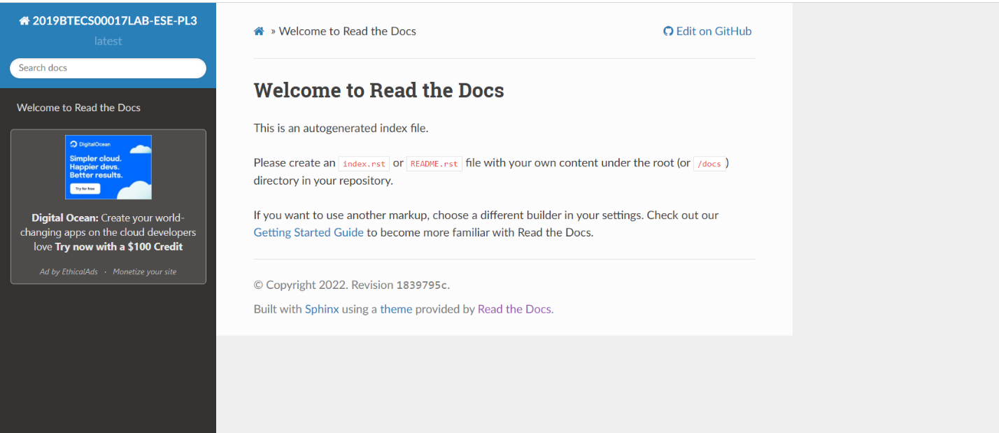 2019BTECS00017LAB-ESE-PL3
latest
Search docs
Welcome to Read the Docs
DigitalOcean
Simpler cloud.
Happier devs.
Better results.
Try for free
Digital Ocean: Create your world-
changing apps on the cloud developers
love Try now with a $100 Credit
Ad by EthicalAds · Monetize your site
» Welcome to Read the Docs
Edit on GitHub
Welcome to Read the Docs
This is an autogenerated index file.
Please create an index.rst or README.rst file with your own content under the root (or /docs )
directory in your repository.
If you want to use another markup, choose a different builder in your settings. Check out our
Getting Started Guide to become more familiar with Read the Docs.
© Copyright 2022. Revision 1839795c.
Built with Sphinx using a theme provided by Read the Docs.